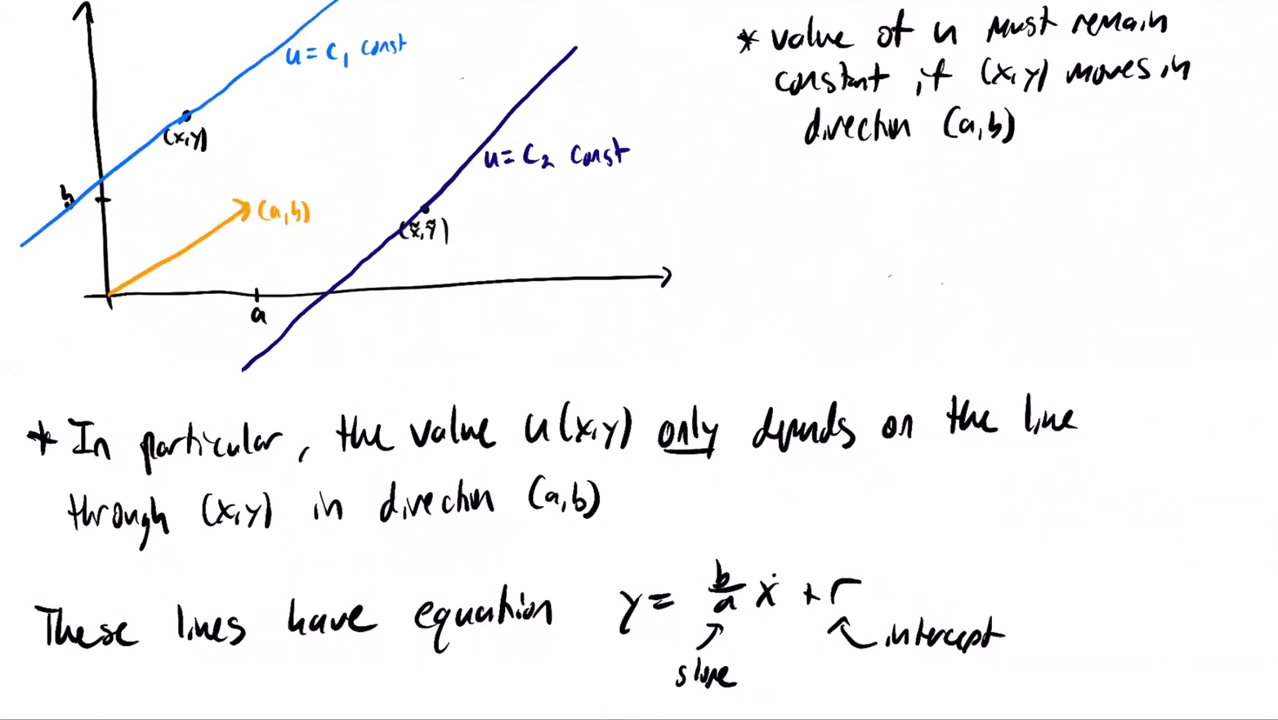 u = c₁ const
* value of u must remain
constant if (x,y) moves in
direction (a,b)
(x,y)
u = c₂ const
b
(a,b)
(x̃,ỹ)
a
* In particular, the value u(x,y) only depends on the line
through (x,y) in direction (a,b)
These lines have equation y = b/a x + r
slope
intercept